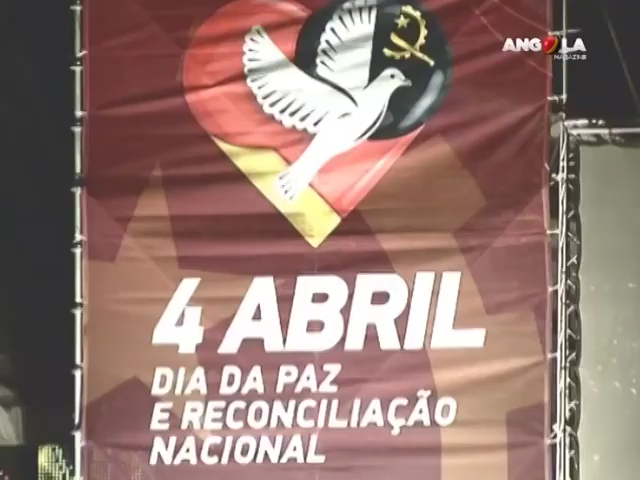 ANGOLA
MAGAZINE
4 ABRIL
DIA DA PAZ
E RECONCILIAÇÃO
NACIONAL